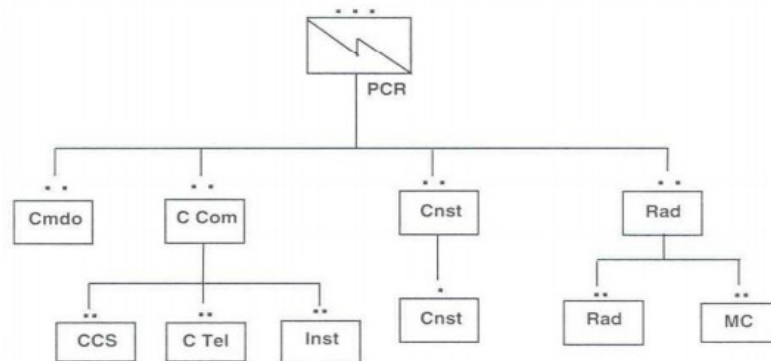 PCR
Cmdo
C Com
Cnst
Rad
CCS
C Tel
Inst
Cnst
Rad
MC